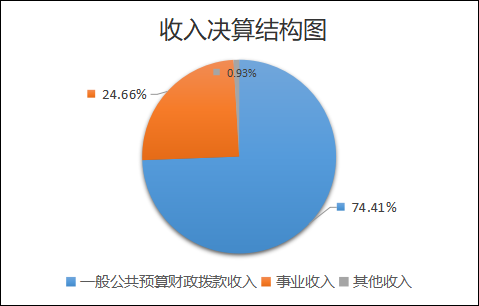 收入决算结构图
0.93%
24.66%
74.41%
一般公共预算财政拨款收入 事业收入 其他收入